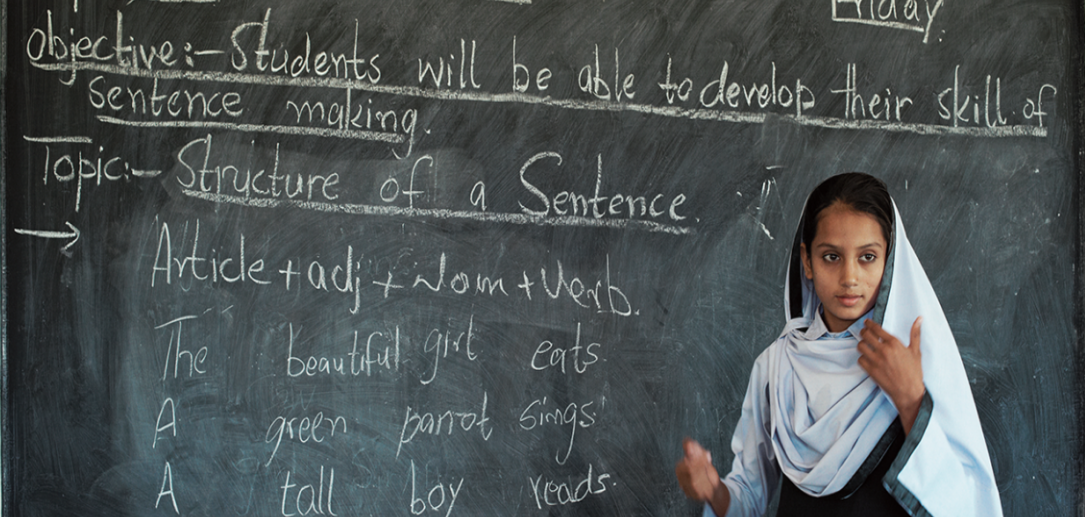 Friday
Objective:- Students will be able to develop their skill of
sentence making.
Topic:- Structure of a Sentence.
→ Article + adj + Noun + Verb.
The beautiful girl eats.
A green parrot sings.
A tall boy reads.